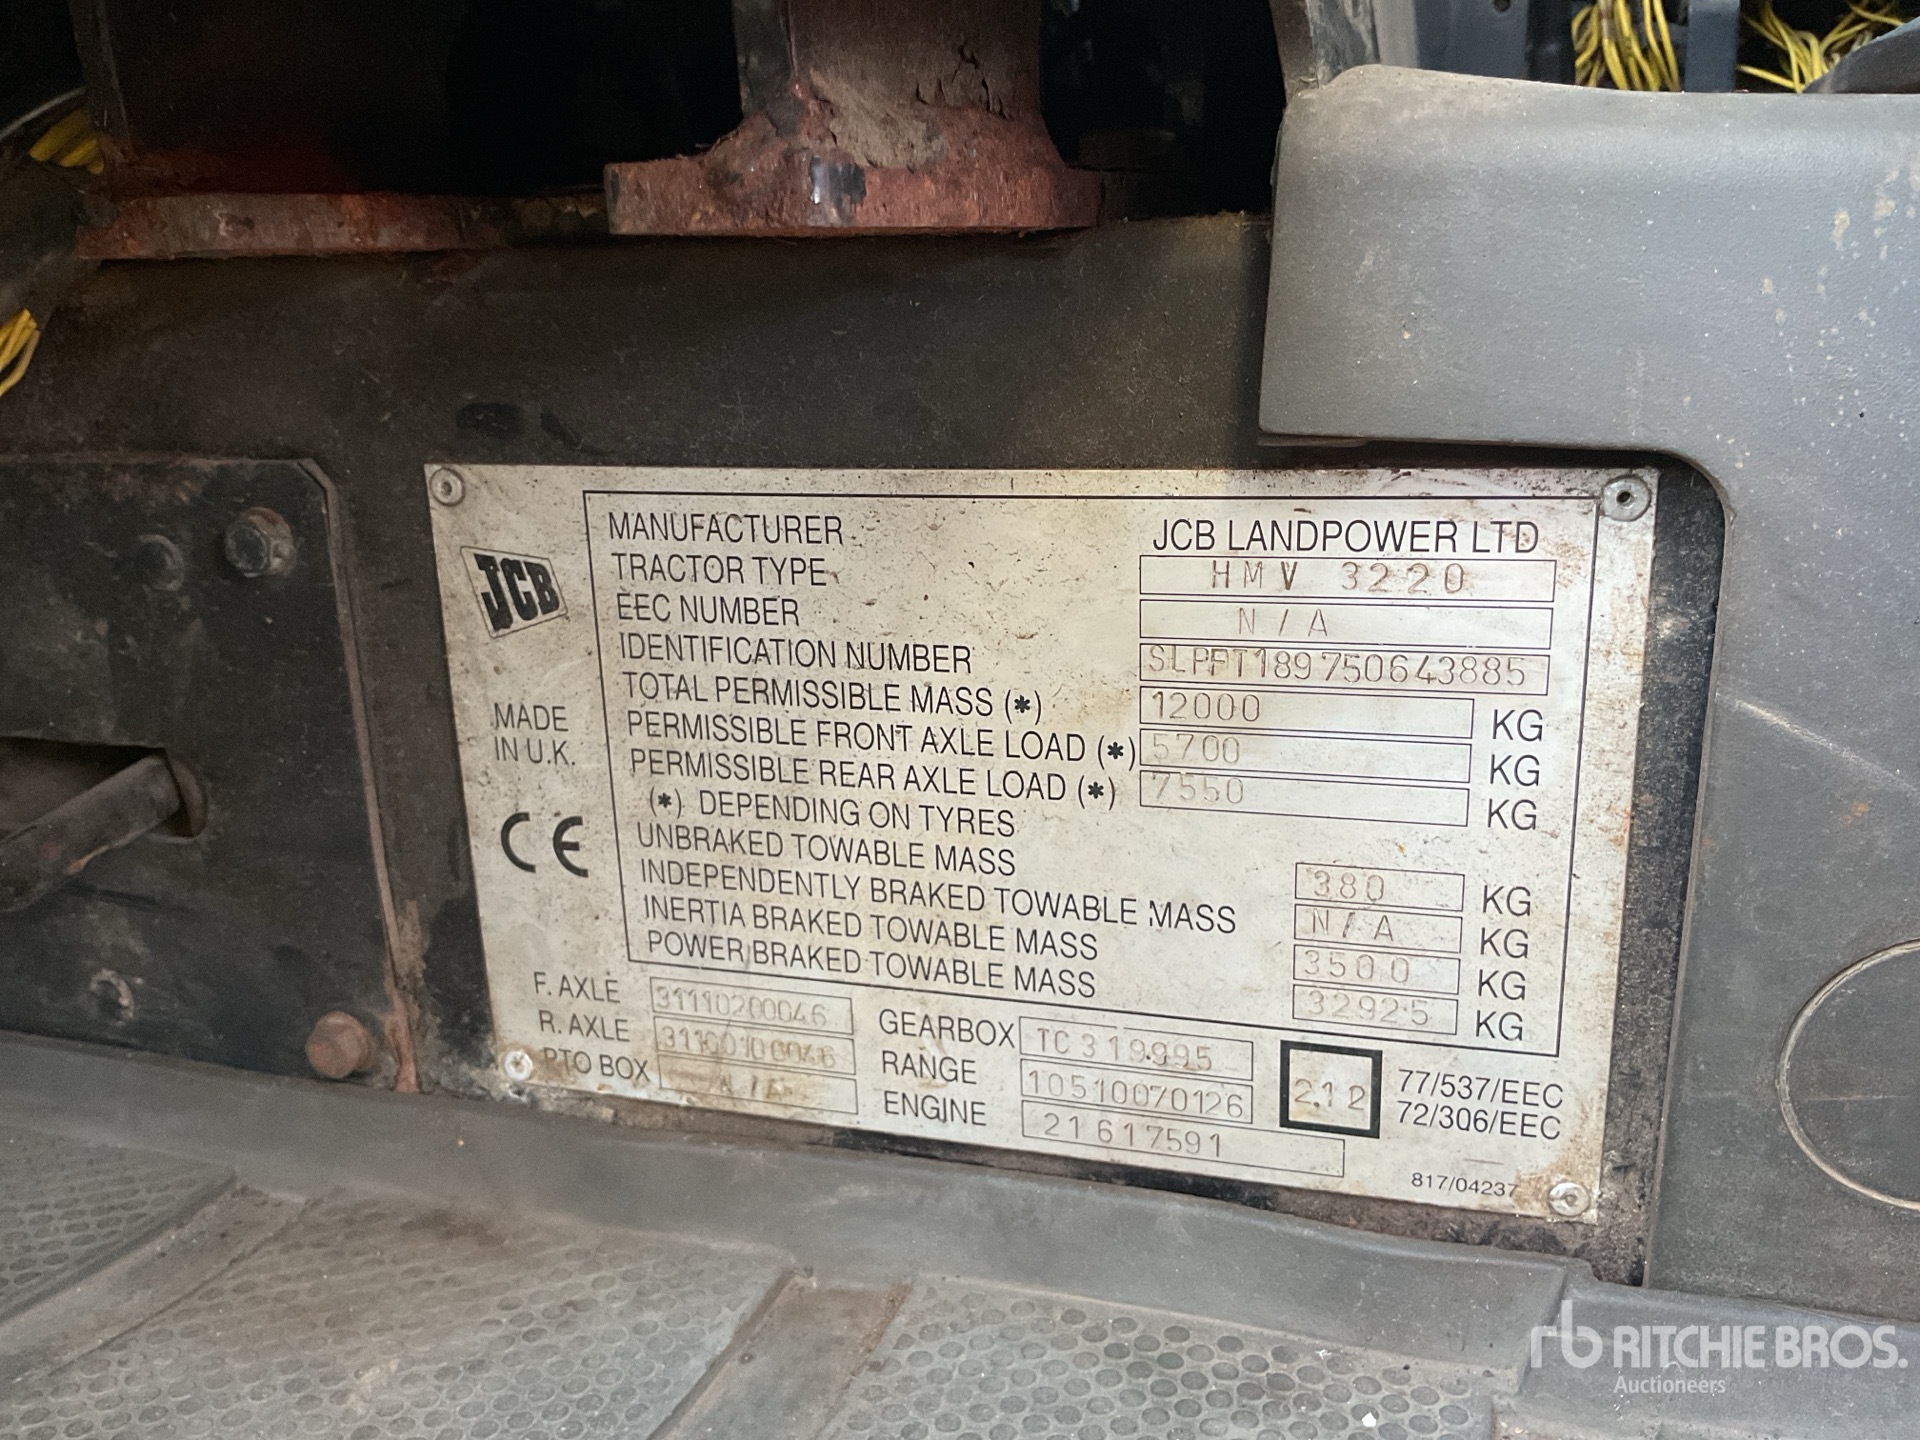 JCB
MADE
IN U.K.
CE
MANUFACTURER JCB LANDPOWER LTD
TRACTOR TYPE HMV 3220
EEC NUMBER N/A
IDENTIFICATION NUMBER SLPFT189750643885
TOTAL PERMISSIBLE MASS (*) 12000 KG
PERMISSIBLE FRONT AXLE LOAD (*) 5700 KG
PERMISSIBLE REAR AXLE LOAD (*) 7550 KG
(*) DEPENDING ON TYRES
UNBRAKED TOWABLE MASS 380 KG
INDEPENDENTLY BRAKED TOWABLE MASS N/A KG
INERTIA BRAKED TOWABLE MASS 3500 KG
POWER BRAKED TOWABLE MASS 32925 KG
F. AXLE 31110200046
R. AXLE 31100100046
PTO BOX N/A
GEARBOX TC319995
RANGE 10510070126
ENGINE 21617591
2.12
77/537/EEC
72/306/EEC
817/04237
rb RITCHIE BROS.
Auctioneers